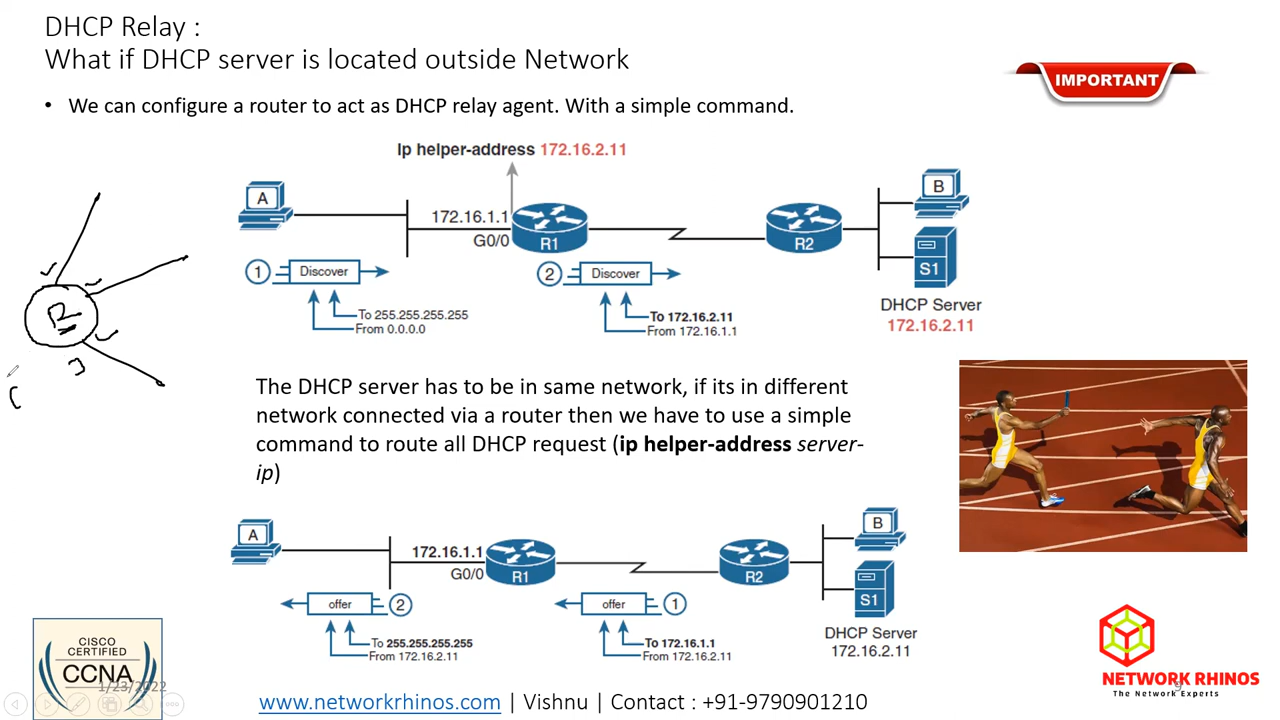 DHCP Relay :
What if DHCP server is located outside Network
IMPORTANT
• We can configure a router to act as DHCP relay agent. With a simple command.
Ip helper-address 172.16.2.11
A
B
172.16.1.1
G0/0
R1
R2
S1
1 Discover
2 Discover
To 255.255.255.255
From 0.0.0.0
To 172.16.2.11
From 172.16.1.1
DHCP Server
172.16.2.11
R
3
The DHCP server has to be in same network, if its in different
network connected via a router then we have to use a simple
command to route all DHCP request (ip helper-address server-
ip)
A
B
172.16.1.1
G0/0
R1
R2
S1
offer 2
offer 1
To 255.255.255.255
From 172.16.2.11
To 172.16.1.1
From 172.16.2.11
DHCP Server
172.16.2.11
CISCO
CERTIFIED
CCNA
1/23/2022
www.networkrhinos.com | Vishnu | Contact : +91-9790901210
NETWORK RHINOS
The Network Experts